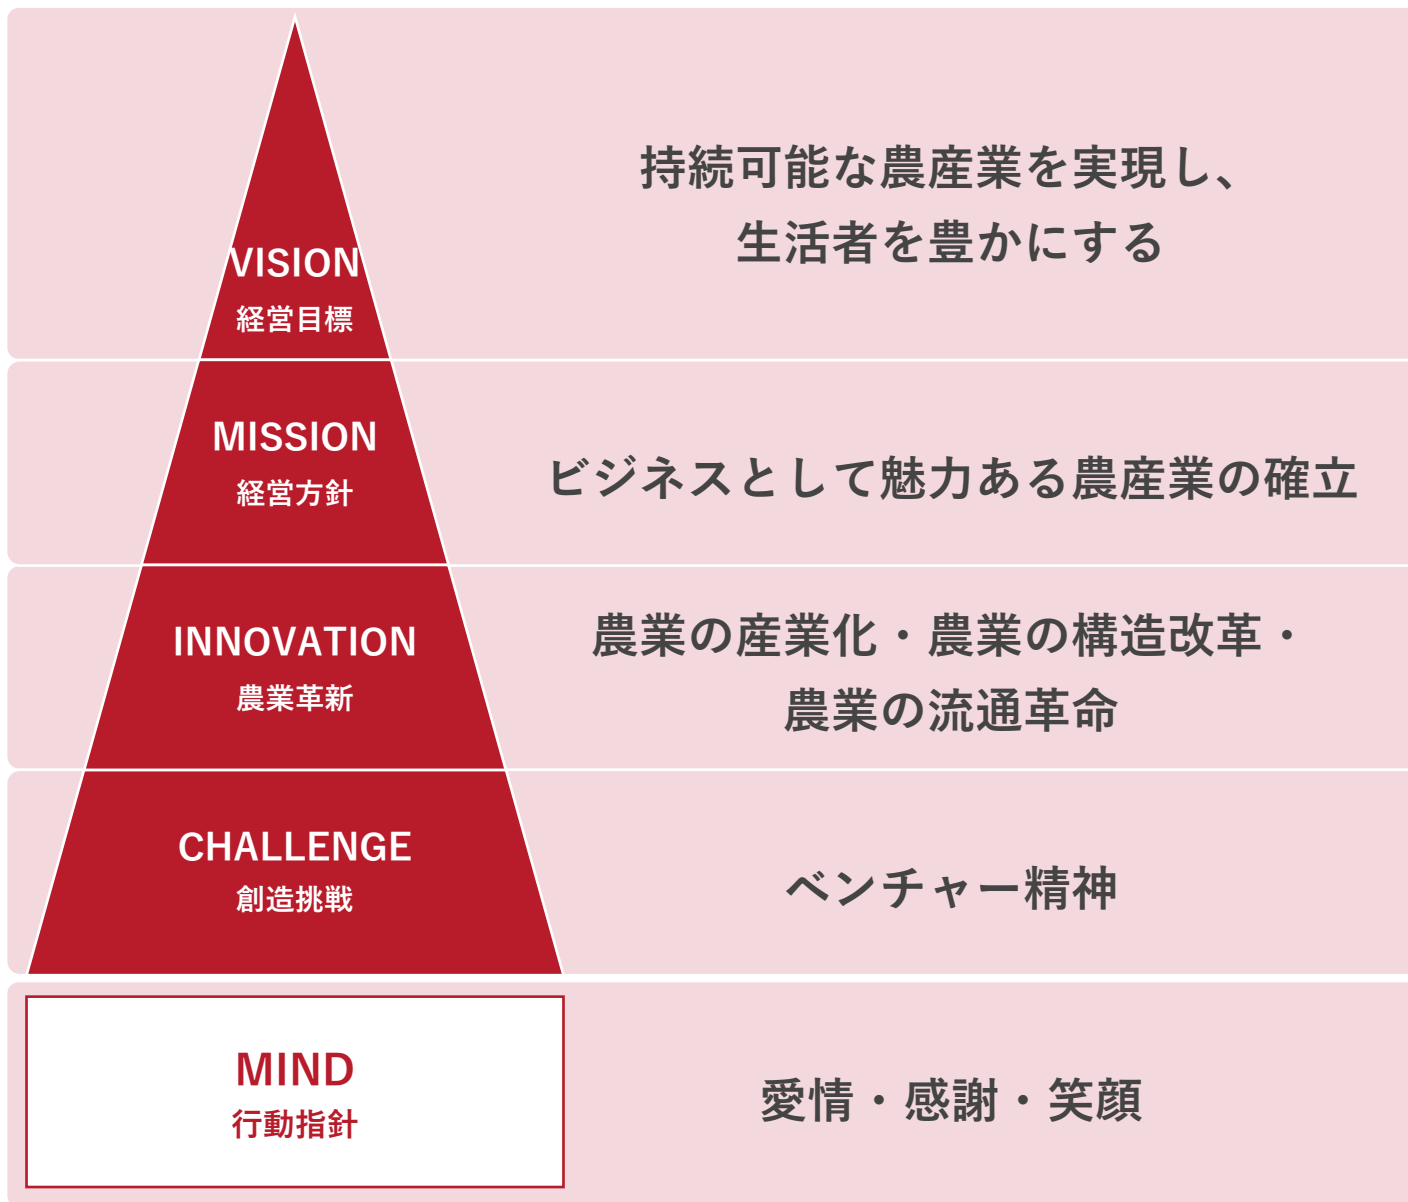 VISION
経営目標
持続可能な農産業を実現し、
生活者を豊かにする
MISSION
経営方針
ビジネスとして魅力ある農産業の確立
INNOVATION
農業革新
農業の産業化・農業の構造改革・
農業の流通革命
CHALLENGE
創造挑戦
ベンチャー精神
MIND
行動指針
愛情・感謝・笑顔